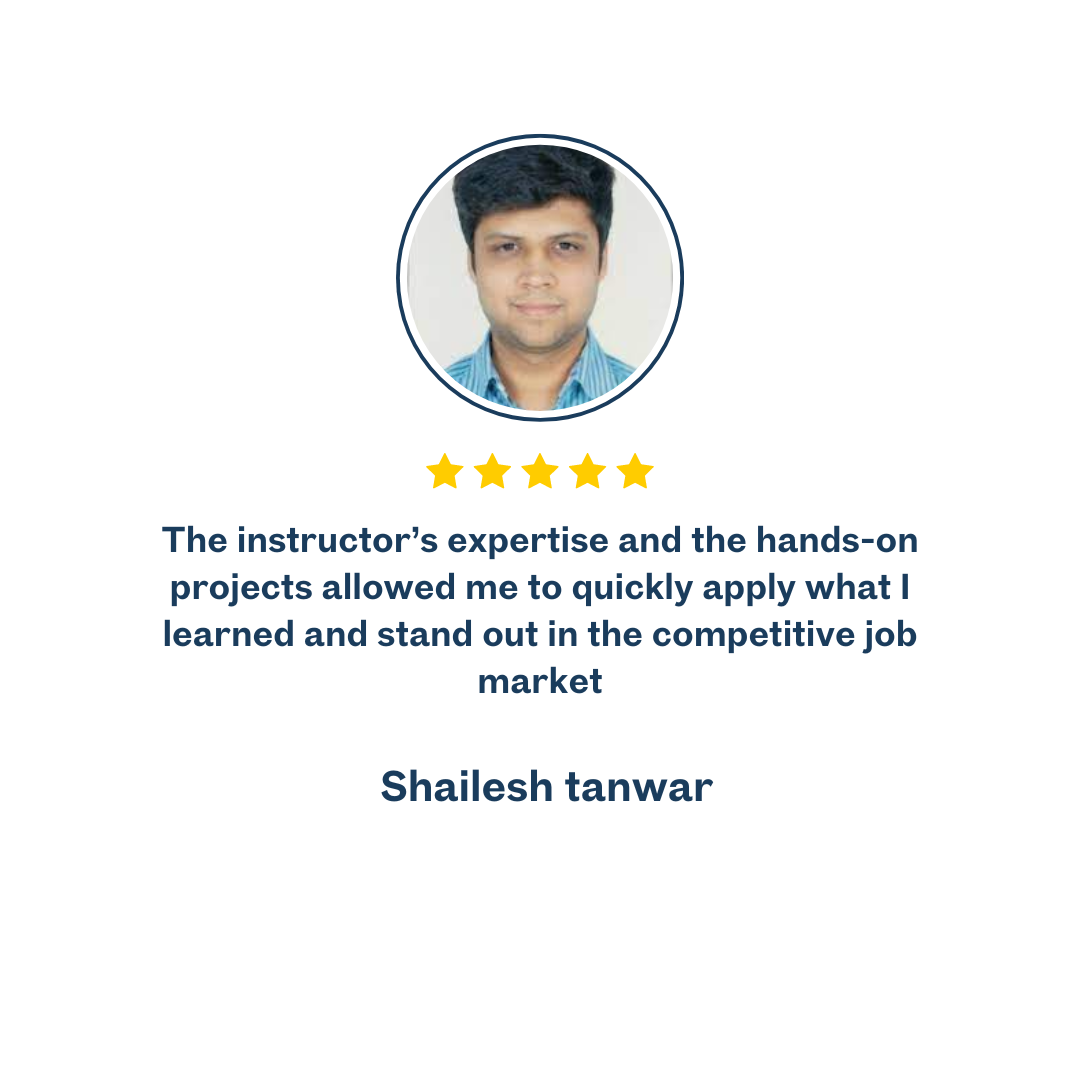 The instructor’s expertise and the hands-on
projects allowed me to quickly apply what I
learned and stand out in the competitive job
market
Shailesh tanwar